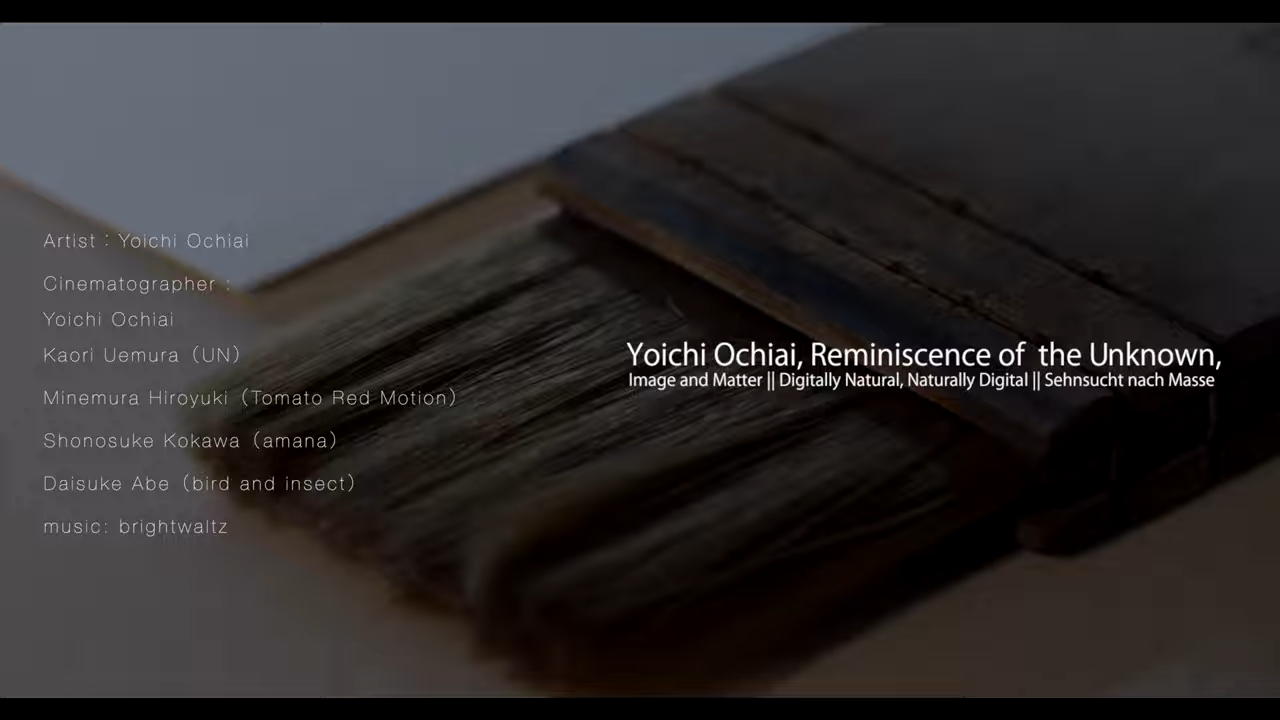 Artist：Yoichi Ochiai
Cinematographer：
Yoichi Ochiai
Kaori Uemura（UN）
Minemura Hiroyuki（Tomato Red Motion）
Shonosuke Kokawa（amana）
Daisuke Abe（bird and insect）
music: brightwaltz
Yoichi Ochiai, Reminiscence of the Unknown,
Image and Matter || Digitally Natural, Naturally Digital || Sehnsucht nach Masse